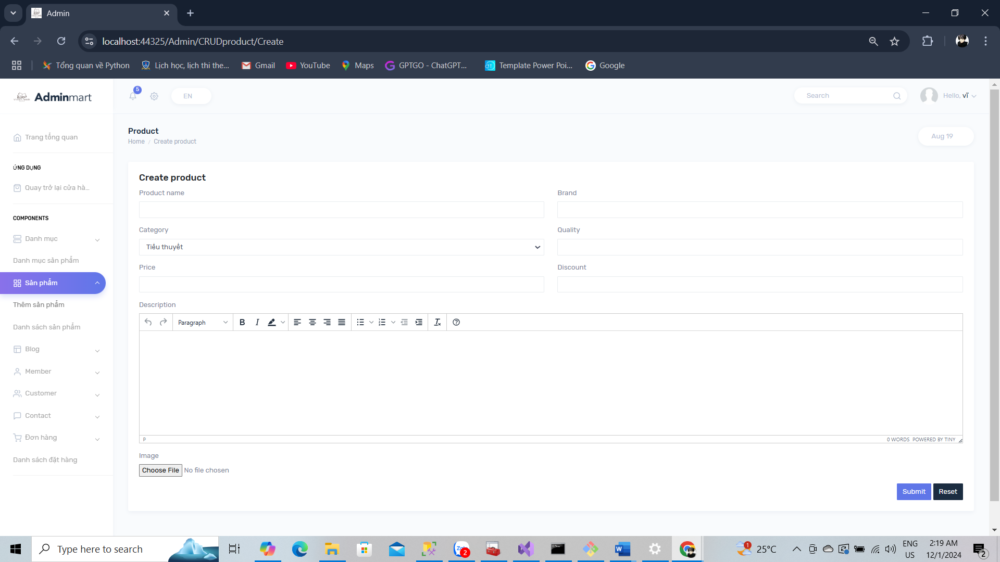 Admin
localhost:44325/Admin/CRUDproduct/Create
Tổng quan về Python
Lịch học, lịch thi the...
Gmail
YouTube
Maps
GPTGO - ChatGPT...
Template Power Poi...
Google
Adminmart
5
EN
Search
Hello, vĩ
Trang tổng quan
ỨNG DỤNG
Quay trở lại cửa hà...
COMPONENTS
Danh mục
Danh mục sản phẩm
Sản phẩm
Thêm sản phẩm
Danh sách sản phẩm
Blog
Member
Customer
Contact
Đơn hàng
Danh sách đặt hàng
Product
Home / Create product
Aug 19
Create product
Product name
Brand
Category
Quality
Tiểu thuyết
Price
Discount
Description
Paragraph
B I
P
0 WORDS POWERED BY TINY
Image
Choose File No file chosen
Submit Reset
Type here to search
2
1
25°C
ENG
US
2:19 AM
12/1/2024
2